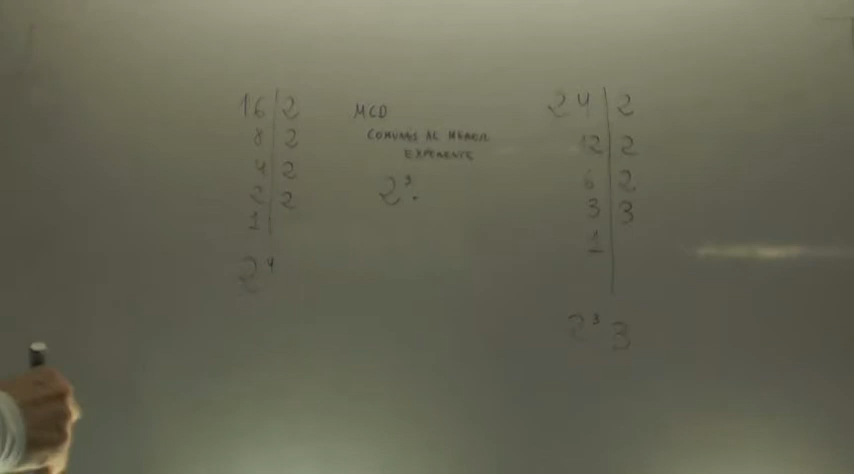 16 | 2
8 | 2
4 | 2
2 | 2
1
2⁴
MCD
COMUNES AL MENOR
EXPONENTE
2³.
24 | 2
12 | 2
6 | 2
3 | 3
1
2³ 3